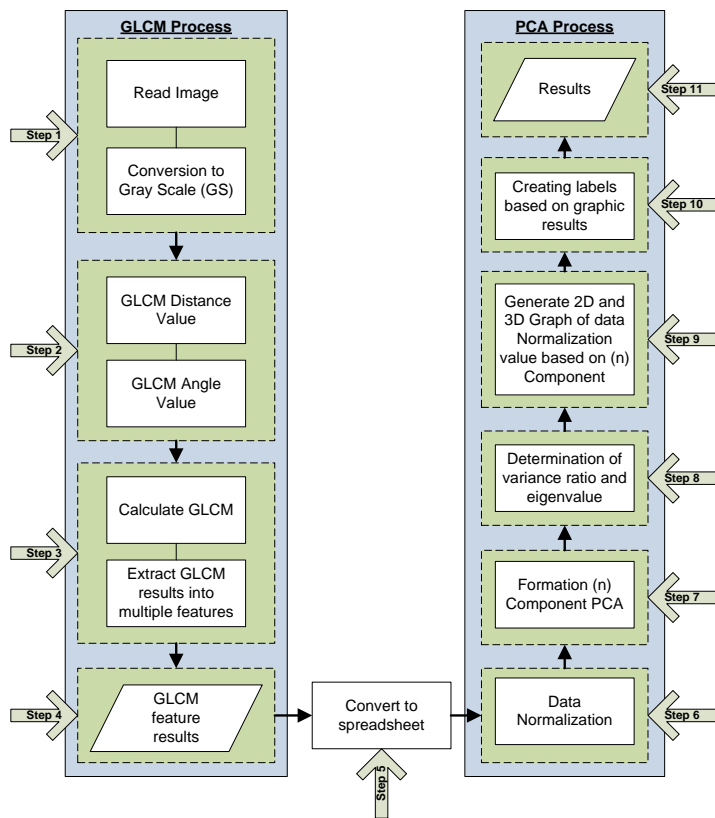 GLCM Process
Step 1
Read Image
Conversion to
Gray Scale (GS)
Step 2
GLCM Distance
Value
GLCM Angle
Value
Step 3
Calculate GLCM
Extract GLCM
results into
multiple features
Step 4
GLCM
feature
results
Convert to
spreadsheet
Step 5
PCA Process
Results
Step 11
Creating labels
based on graphic
results
Step 10
Generate 2D and
3D Graph of data
Normalization
value based on (n)
Component
Step 9
Determination of
variance ratio and
eigenvalue
Step 8
Formation (n)
Component PCA
Step 7
Data
Normalization
Step 6